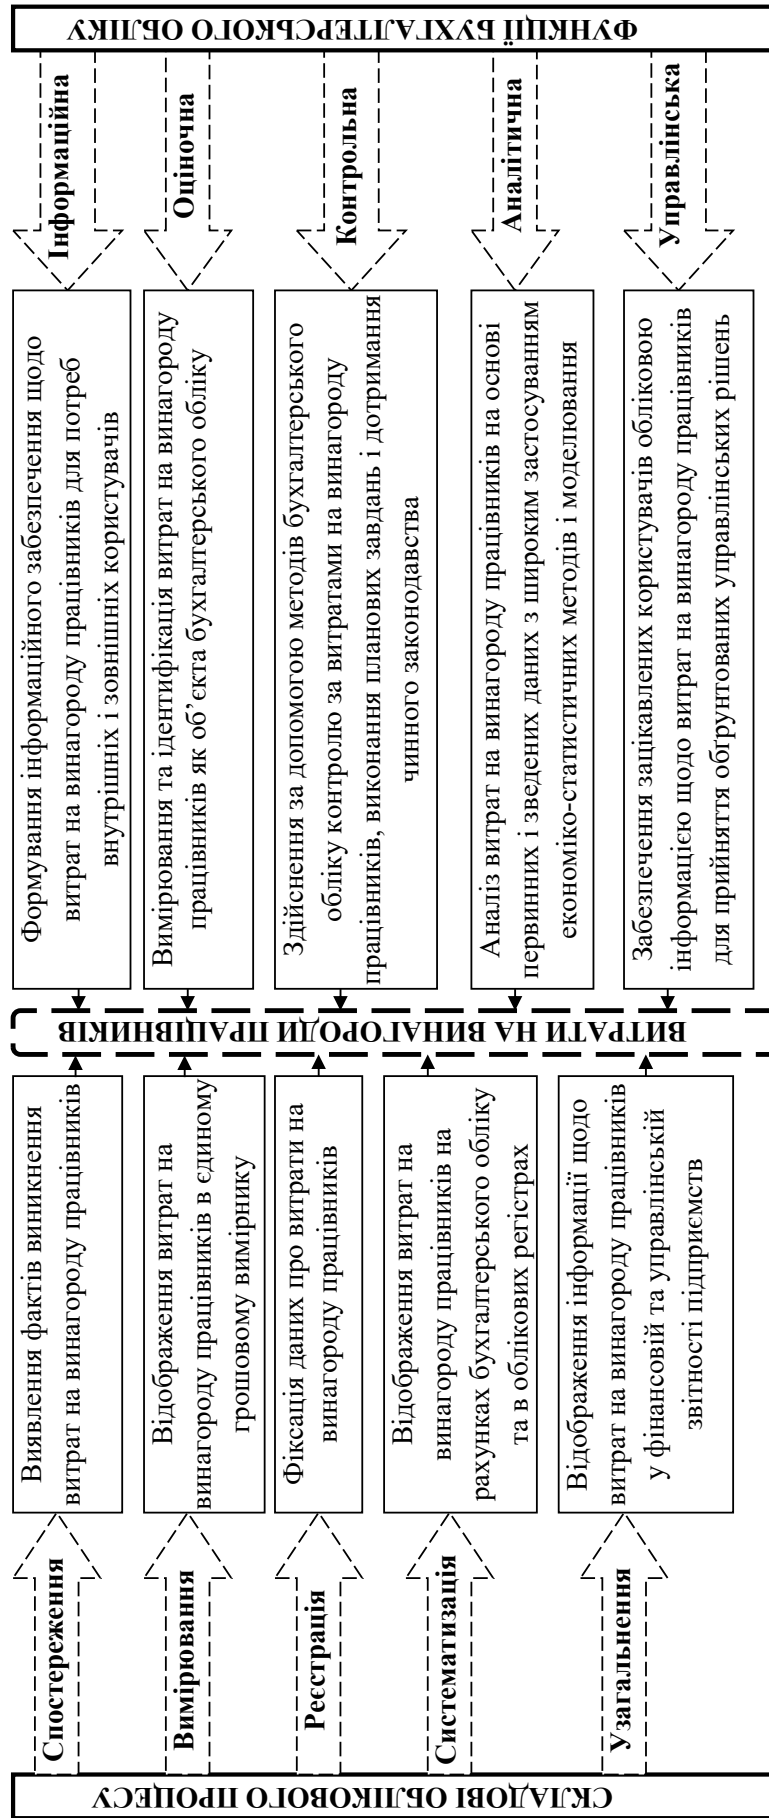 СКЛАДОВІ ОБЛІКОВОГО ПРОЦЕСУ
Спостереження
Виявлення фактів виникнення
витрат на винагороду працівників
Вимірювання
Відображення витрат на
винагороду працівників в єдиному
грошовому вимірнику
Реєстрація
Фіксація даних про витрати на
винагороду працівників
Систематизація
Відображення витрат на
винагороду працівників на
рахунках бухгалтерського обліку
та в облікових регістрах
Узагальнення
Відображення інформації щодо
витрат на винагороду працівників
у фінансовій та управлінській
звітності підприємств
ВИТРАТИ НА ВИНАГОРОДИ ПРАЦІВНИКІВ
Формування інформаційного забезпечення щодо
витрат на винагороду працівників для потреб
внутрішніх і зовнішніх користувачів
Інформаційна
Вимірювання та ідентифікація витрат на винагороду
працівників як об’єкта бухгалтерського обліку
Оціночна
Здійснення за допомогою методів бухгалтерського
обліку контролю за витратами на винагороду
працівників, виконання планових завдань і дотримання
чинного законодавства
Контрольна
Аналіз витрат на винагороду працівників на основі
первинних і зведених даних з широким застосуванням
економіко-статистичних методів і моделювання
Аналітична
Забезпечення зацікавлених користувачів обліковою
інформацією щодо витрат на винагороду працівників
для прийняття обґрунтованих управлінських рішень
Управлінська
ФУНКЦІЇ БУХГАЛТЕРСЬКОГО ОБЛІКУ